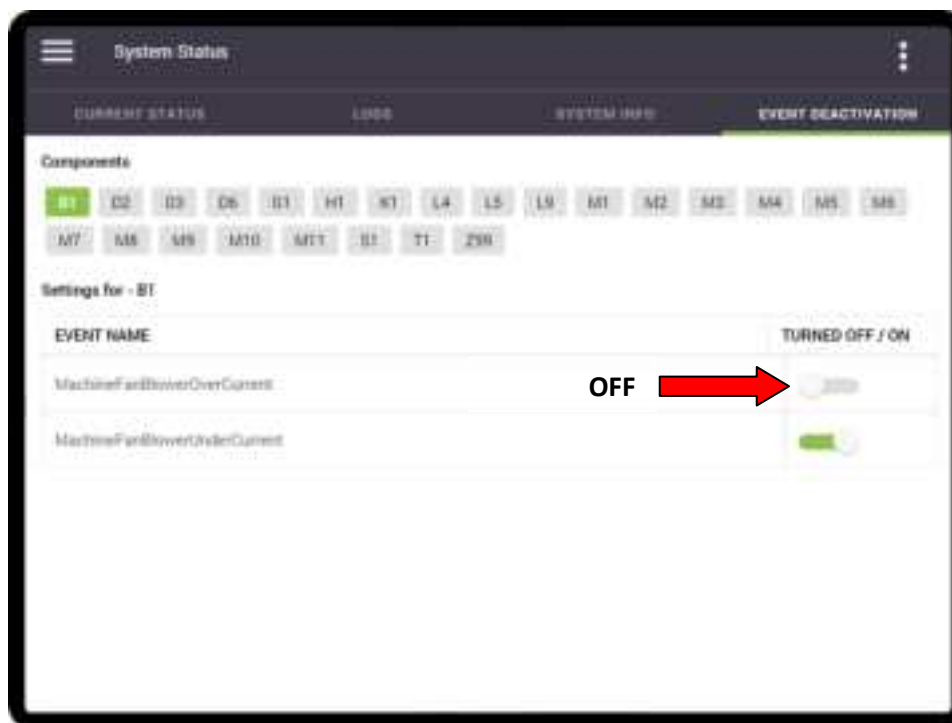 System Status
CURRENT STATUS LOGS SYSTEM INFO EVENT DEACTIVATION
Components
B1 D2 D3 D6 H1 K1 L4 L5 L9 M1 M2 M3 M4 M5 M6
M7 M8 M9 M10 M11 S1 T1
Settings for - B1
EVENT NAME TURNED OFF / ON
MachineFanBlowerOverCurrent OFF
MachineFanBlowerUnderCurrent